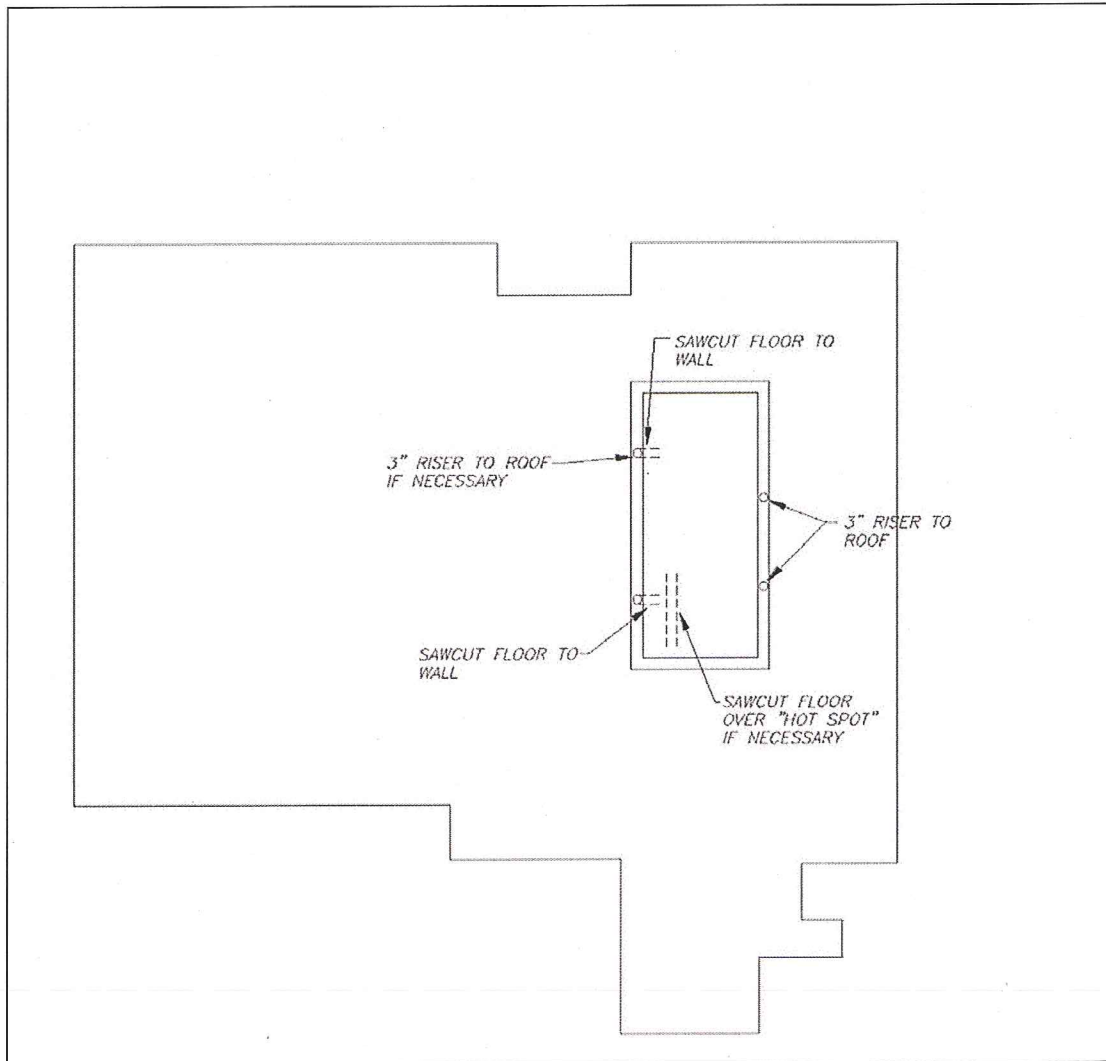 SAWCUT FLOOR TO
WALL
3" RISER TO ROOF
IF NECESSARY
3" RISER TO
ROOF
SAWCUT FLOOR TO
WALL
SAWCUT FLOOR
OVER "HOT SPOT"
IF NECESSARY